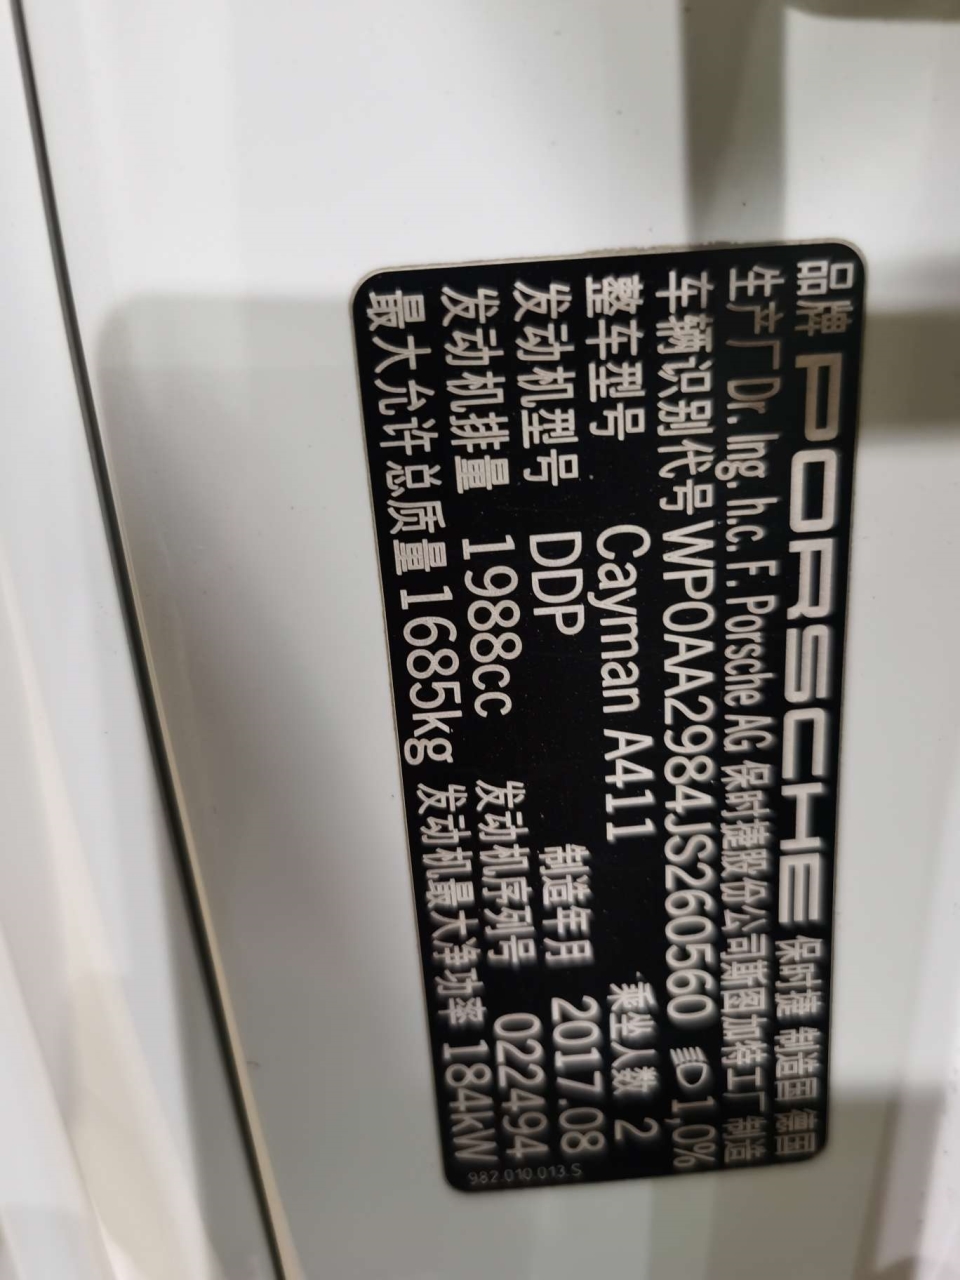 品牌 PORSCHE 保时捷 制造国 德国
生产厂 Dr. Ing. h.c. F. Porsche AG 保时捷股份公司斯图加特工厂 制造
车辆识别代号 WP0AA2984JS260560 1,0%
整车型号 Cayman A411 乘坐人数 2
发动机型号 DDP 制造年月 2017.08
发动机排量 1988cc 发动机序列号 022494
最大允许总质量 1685kg 发动机最大净功率 184KW
982.010.013.S